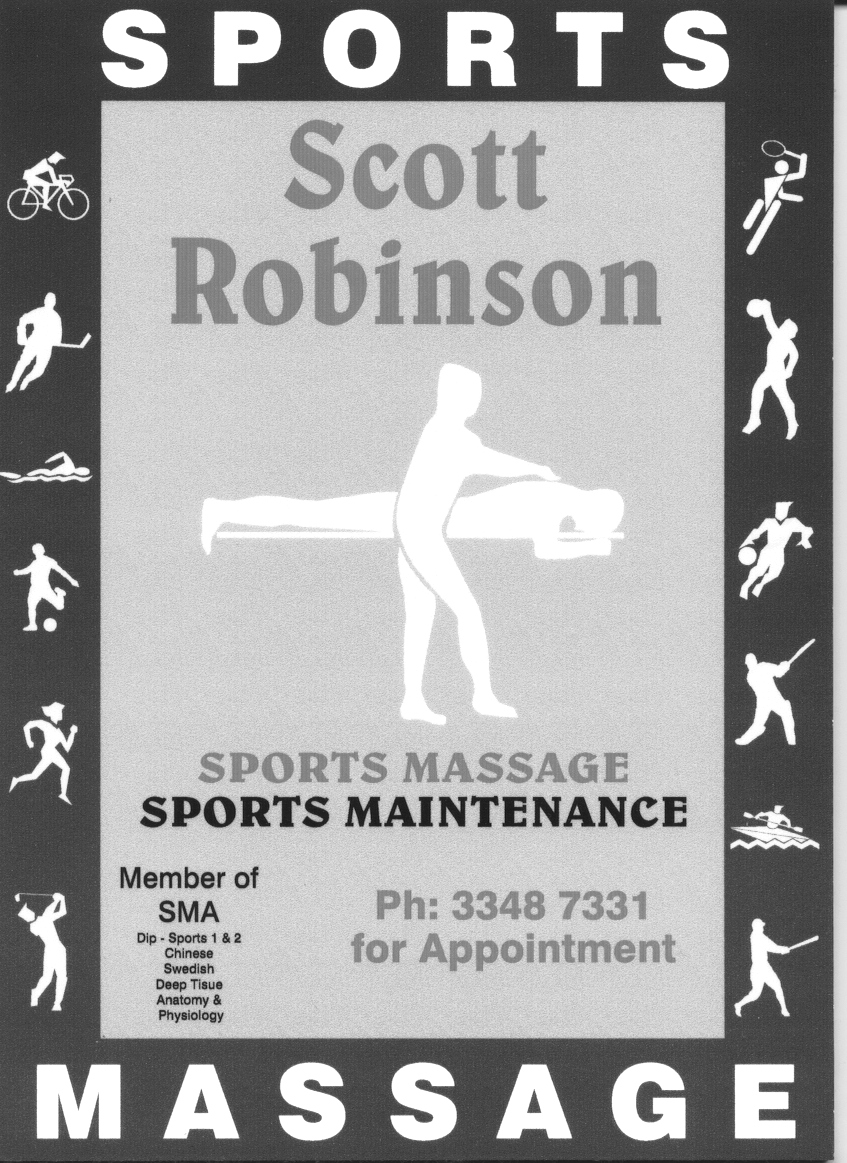 SPORTS
Scott
Robinson
SPORTS MASSAGE
SPORTS MAINTENANCE
Member of
SMA
Dip - Sports 1 & 2
Chinese
Swedish
Deep Tisue
Anatomy &
Physiology
Ph: 3348 7331
for Appointment
MASSAGE